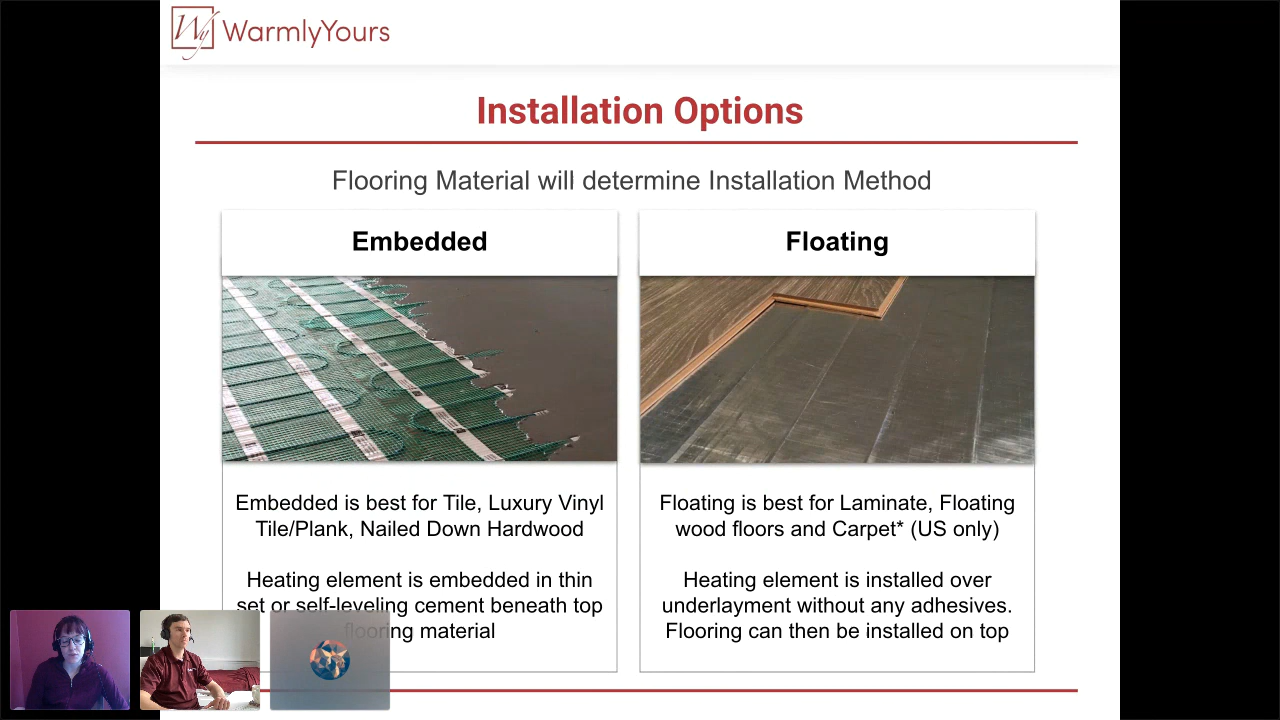 Wy WarmlyYours
Installation Options
Flooring Material will determine Installation Method
Embedded
Floating
Embedded is best for Tile, Luxury Vinyl
Tile/Plank, Nailed Down Hardwood
Heating element is embedded in thin
set or self-leveling cement beneath top
flooring material
Floating is best for Laminate, Floating
wood floors and Carpet* (US only)
Heating element is installed over
underlayment without any adhesives.
Flooring can then be installed on top